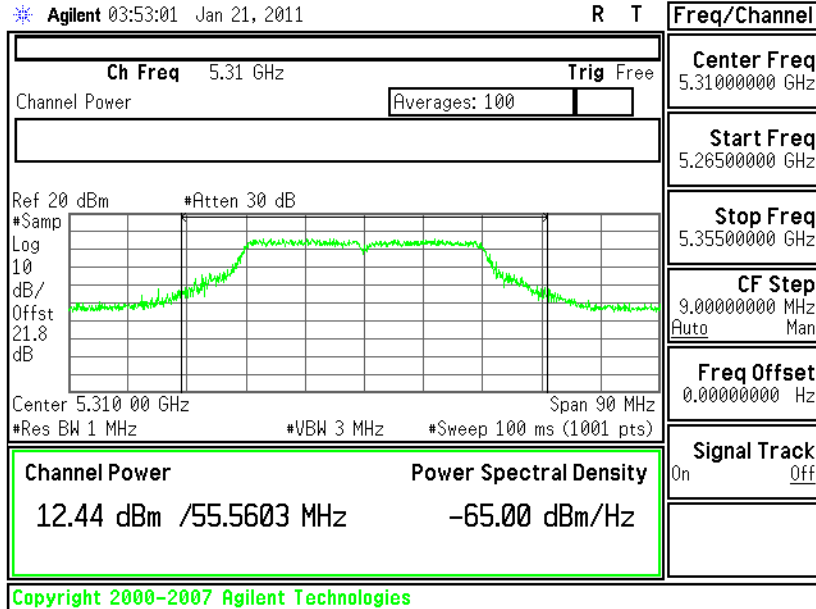 Agilent 03:53:01 Jan 21, 2011 R T
Freq/Channel
Ch Freq 5.31 GHz Trig Free
Channel Power Averages: 100
Ref 20 dBm #Atten 30 dB
#Samp
Log
10
dB/
Offst
21.8
dB
Center 5.310 00 GHz Span 90 MHz
#Res BW 1 MHz #VBW 3 MHz #Sweep 100 ms (1001 pts)
Channel Power Power Spectral Density
12.44 dBm /55.5603 MHz -65.00 dBm/Hz
Center Freq
5.31000000 GHz
Start Freq
5.26500000 GHz
Stop Freq
5.35500000 GHz
CF Step
9.00000000 MHz
Auto Man
Freq Offset
0.00000000 Hz
Signal Track
On Off
Copyright 2000-2007 Agilent Technologies